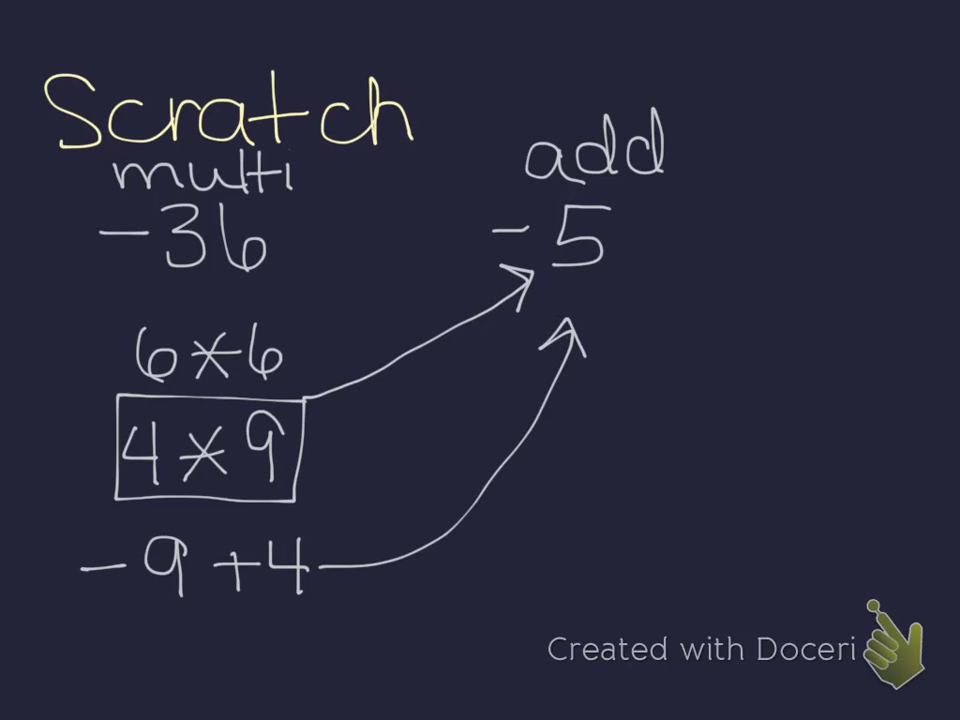 Scratch
multi add
-36 -5
6*6
4*9
-9 +4
Created with Doceri